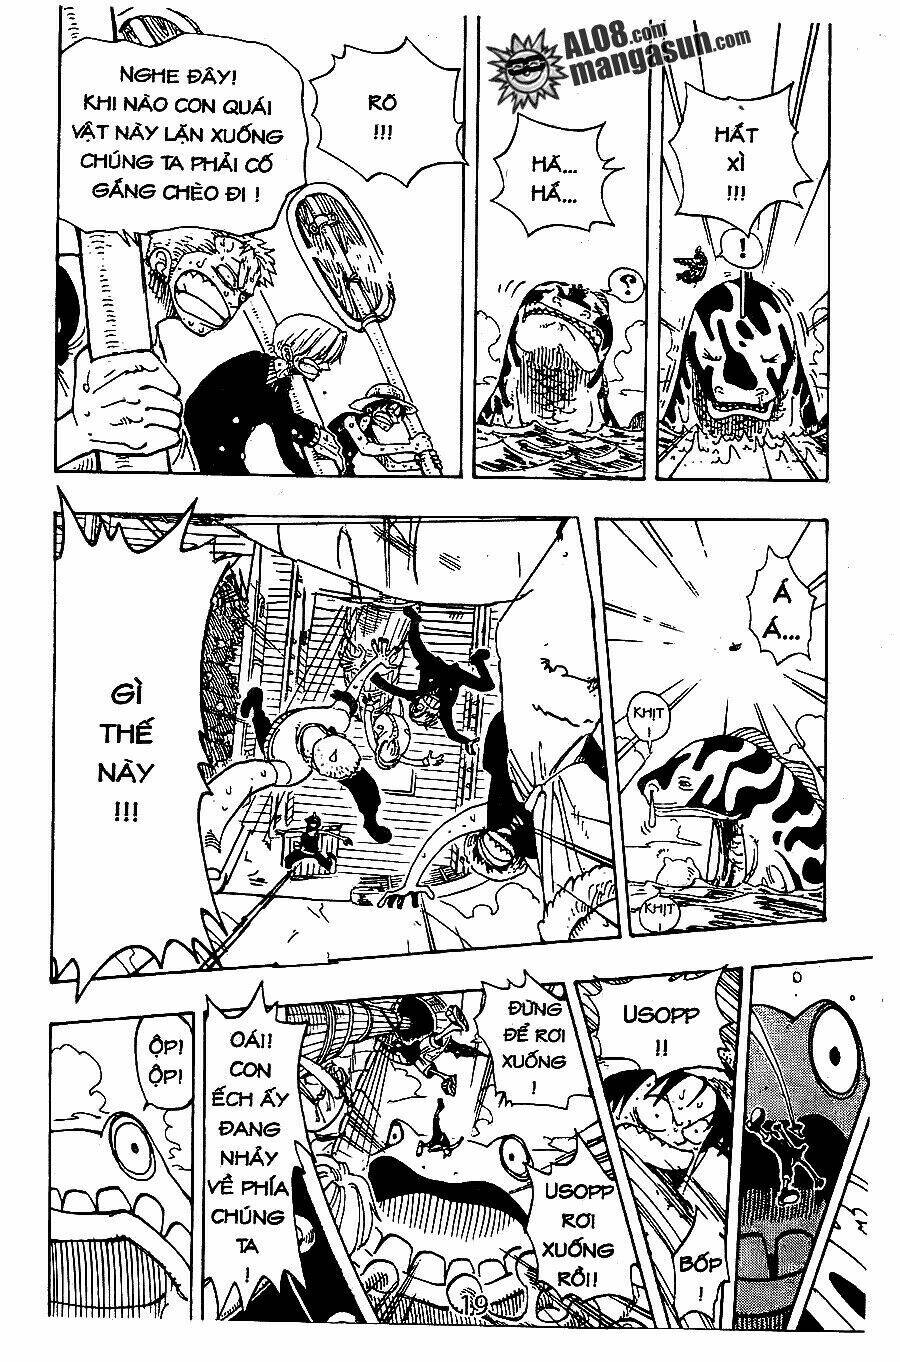 AL08.com
mangasun.com
NGHE ĐÂY!
KHI NÀO CON QUÁI
VẬT NÀY LẶN XUỐNG
CHÚNG TA PHẢI CỐ
GẮNG CHÈO ĐI !
RÕ
!!!
HÃ...
HẮ...
?
HẮT
XÌ
!!!
!
GÌ
THẾ
NÀY
!!!
Á
Á...
KHỊT
KHỊT
ỘP!
ỘP!
OÁI!
CON
ẾCH ẤY
ĐANG
NHẢY
VỀ PHÍA
CHÚNG
TA
!
ĐỪNG
ĐỂ RƠI
XUỐNG
!
USOPP
RƠI
XUỐNG
RỒI!!
USOPP
!!
BỐP
19